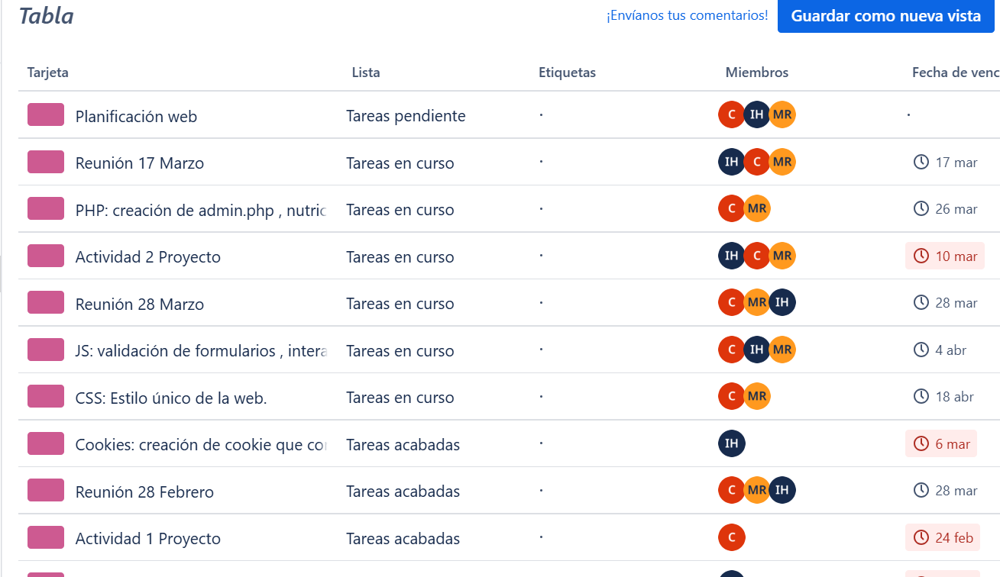 Tabla
¡Envíanos tus comentarios!
Guardar como nueva vista
Tarjeta Lista Etiquetas Miembros Fecha de venc
Planificación web Tareas pendiente · C IH MR ·
Reunión 17 Marzo Tareas en curso · IH C MR 17 mar
PHP: creación de admin.php , nutric Tareas en curso · C MR 26 mar
Actividad 2 Proyecto Tareas en curso · IH C MR 10 mar
Reunión 28 Marzo Tareas en curso · C MR IH 28 mar
JS: validación de formularios , intera Tareas en curso · C IH MR 4 abr
CSS: Estilo único de la web. Tareas en curso · C MR 18 abr
Cookies: creación de cookie que co Tareas acabadas · IH 6 mar
Reunión 28 Febrero Tareas acabadas · C MR IH 28 mar
Actividad 1 Proyecto Tareas acabadas · C 24 feb